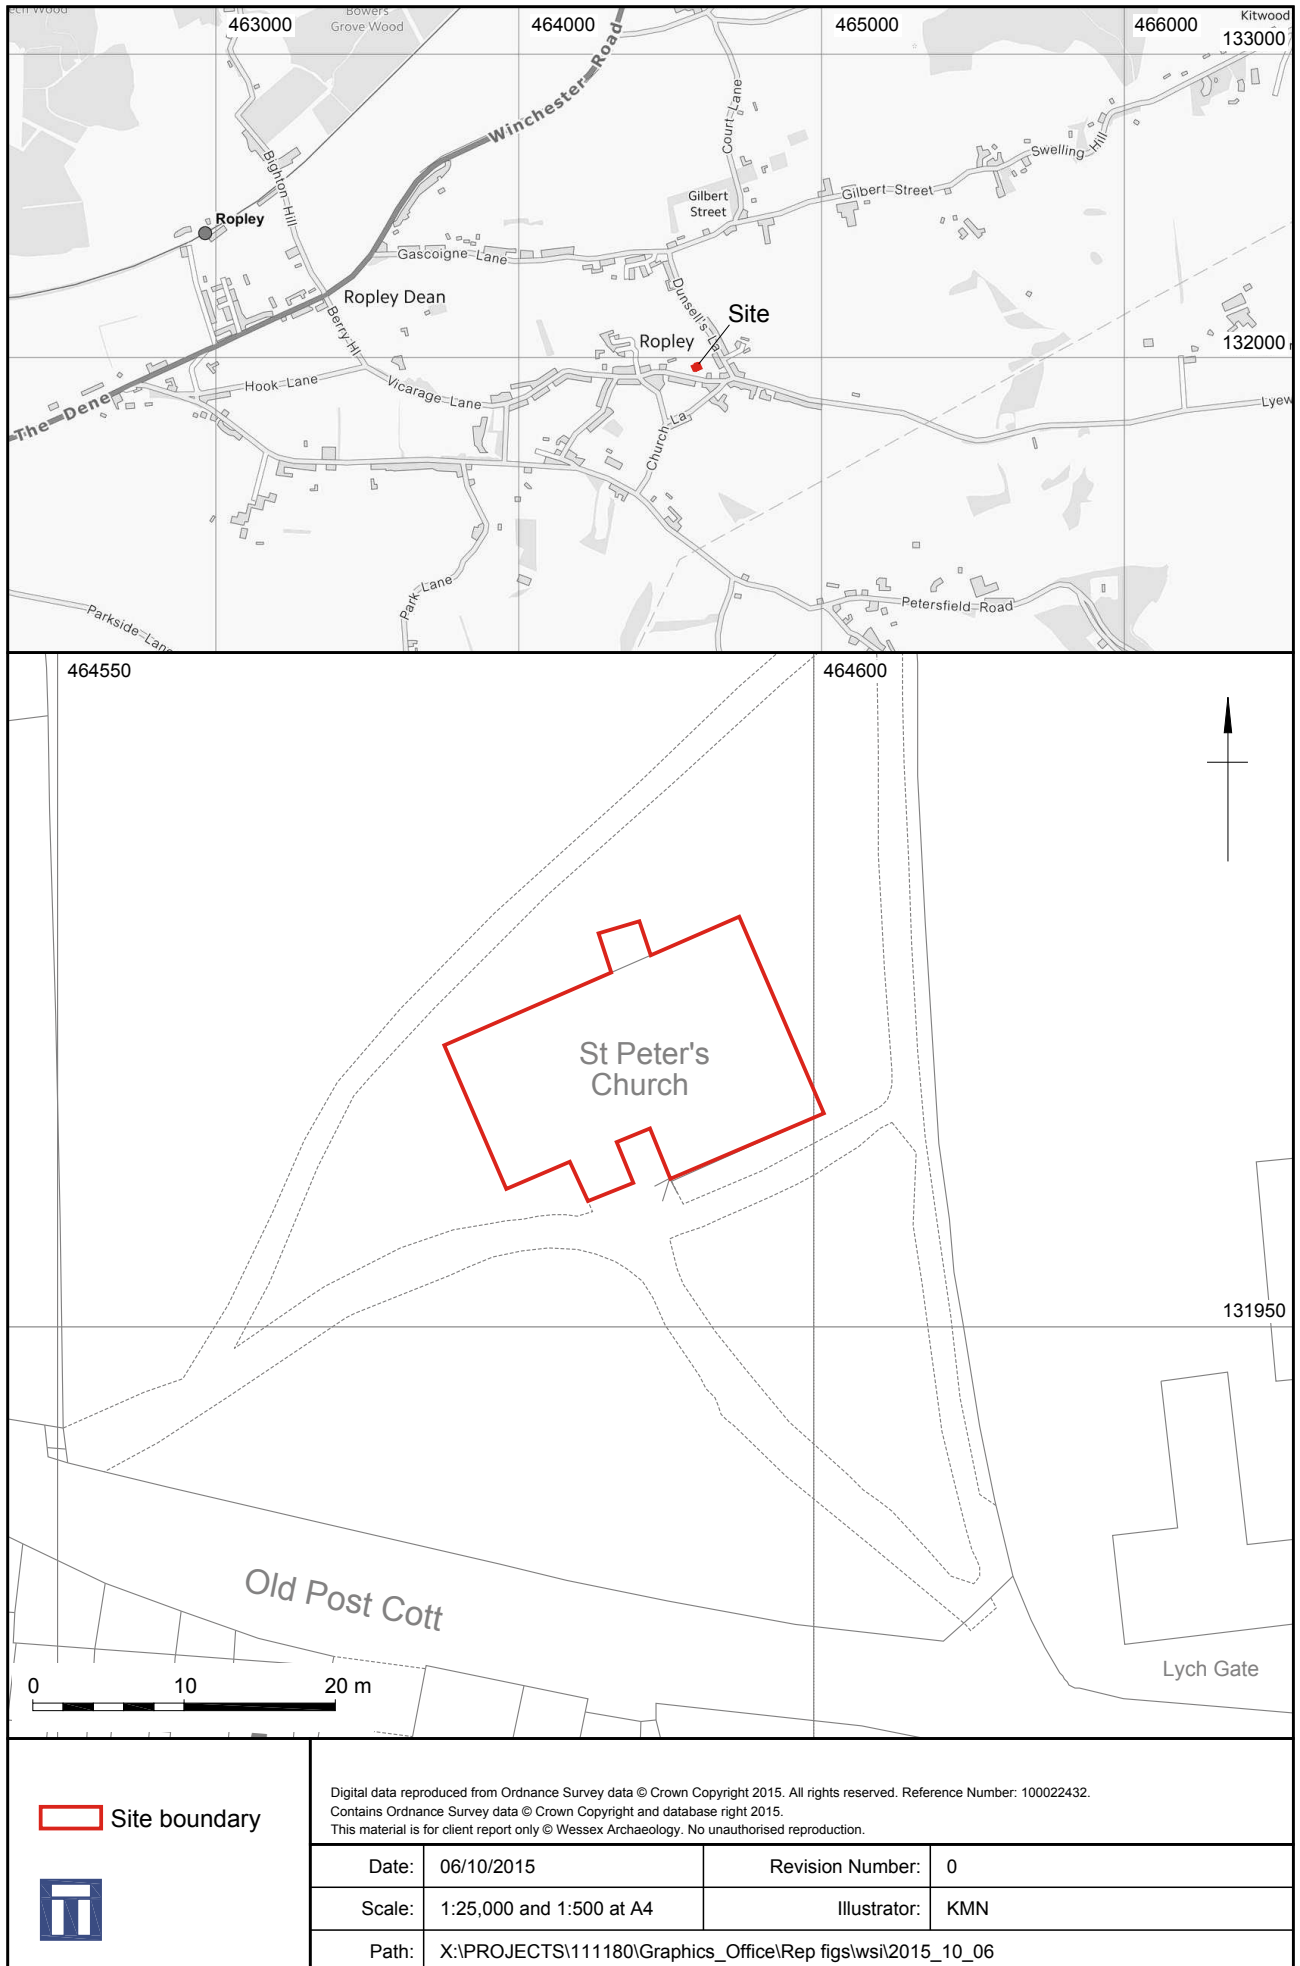 Bowers
Grove Wood
463000
464000
465000
466000
Kitwood
133000
Winchester Road
Court Lane
Bighton Hill
Swelling Hill
Gilbert Street
Gilbert
Street
Ropley
Gascoigne Lane
Dunsell's La
Ropley Dean
Site
Berry Hl
Ropley
132000
Hook Lane
Vicarage Lane
The Dene
Church La
Lyew
Park Lane
Petersfield Road
Parkside Lane
464550
464600
St Peter's
Church
131950
Old Post Cott
Lych Gate
0 10 20 m
Site boundary
Digital data reproduced from Ordnance Survey data © Crown Copyright 2015. All rights reserved. Reference Number: 100022432.
Contains Ordnance Survey data © Crown Copyright and database right 2015.
This material is for client report only © Wessex Archaeology. No unauthorised reproduction.
Date: 06/10/2015 Revision Number: 0
Scale: 1:25,000 and 1:500 at A4 Illustrator: KMN
Path: X:\PROJECTS\111180\Graphics_Office\Rep figs\wsi\2015_10_06